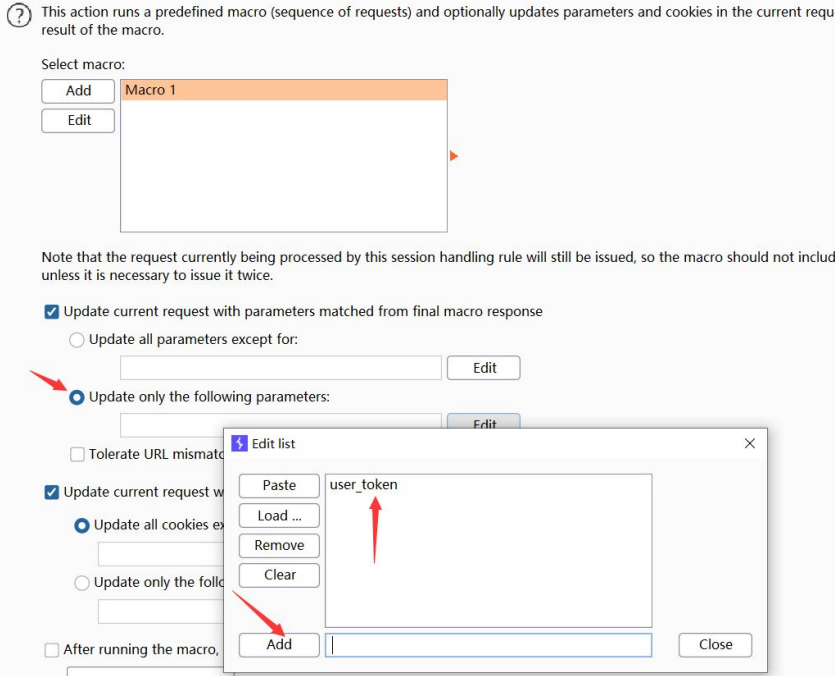 This action runs a predefined macro (sequence of requests) and optionally updates parameters and cookies in the current requ
result of the macro.
Select macro:
Add
Macro 1
Edit
Note that the request currently being processed by this session handling rule will still be issued, so the macro should not includ
unless it is necessary to issue it twice.
Update current request with parameters matched from final macro response
Update all parameters except for:
Edit
Update only the following parameters:
Edit
Tolerate URL mismatc
Edit list
Paste
user_token
Load ...
Remove
Clear
Add
Close
Update current request w
Update all cookies ex
Update only the follo
After running the macro,